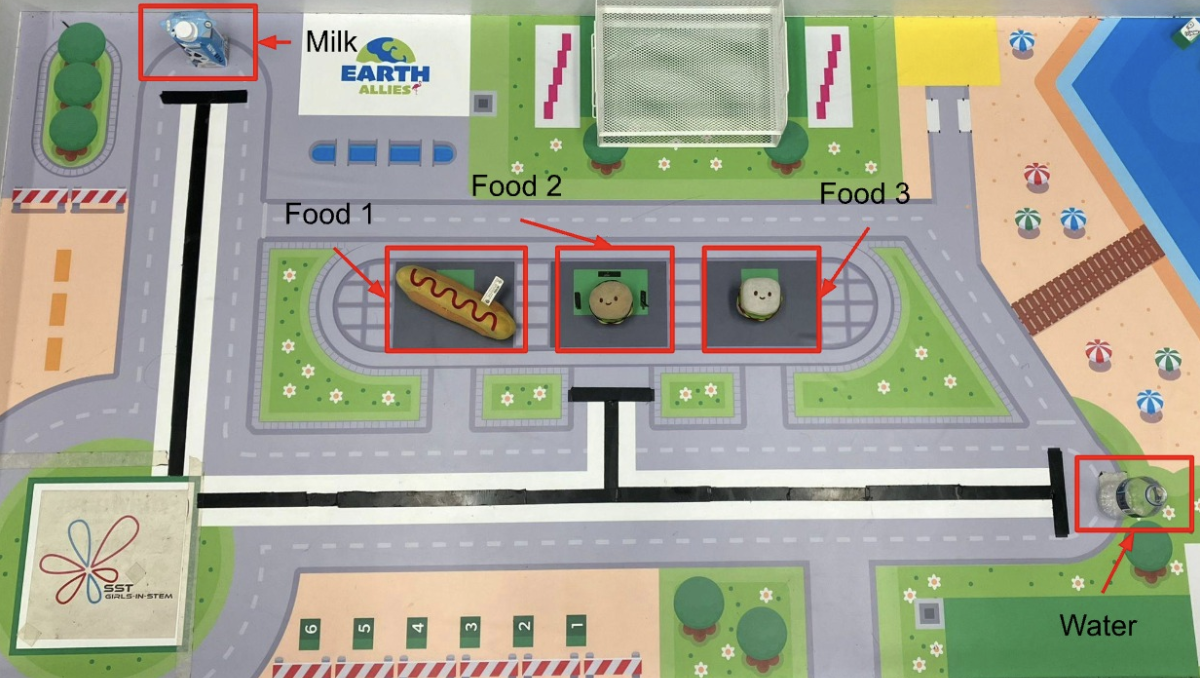 Milk
EARTH
ALLIES
Food 1
Food 2
Food 3
SST
GIRLS-IN-STEM
6
5
4
3
2
1
Water